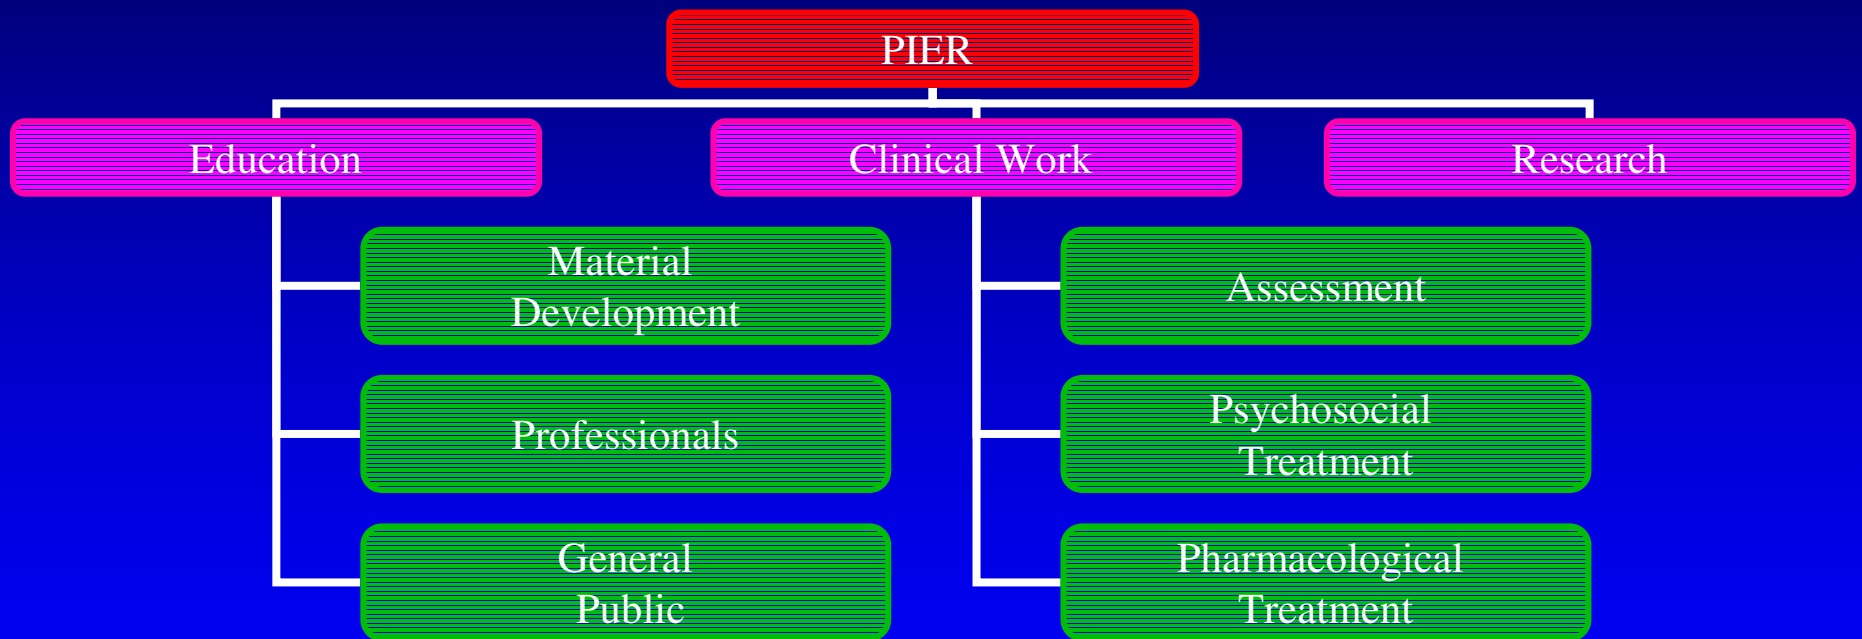 PIER
Education
Clinical Work
Research
Material
Development
Professionals
General
Public
Assessment
Psychosocial
Treatment
Pharmacological
Treatment